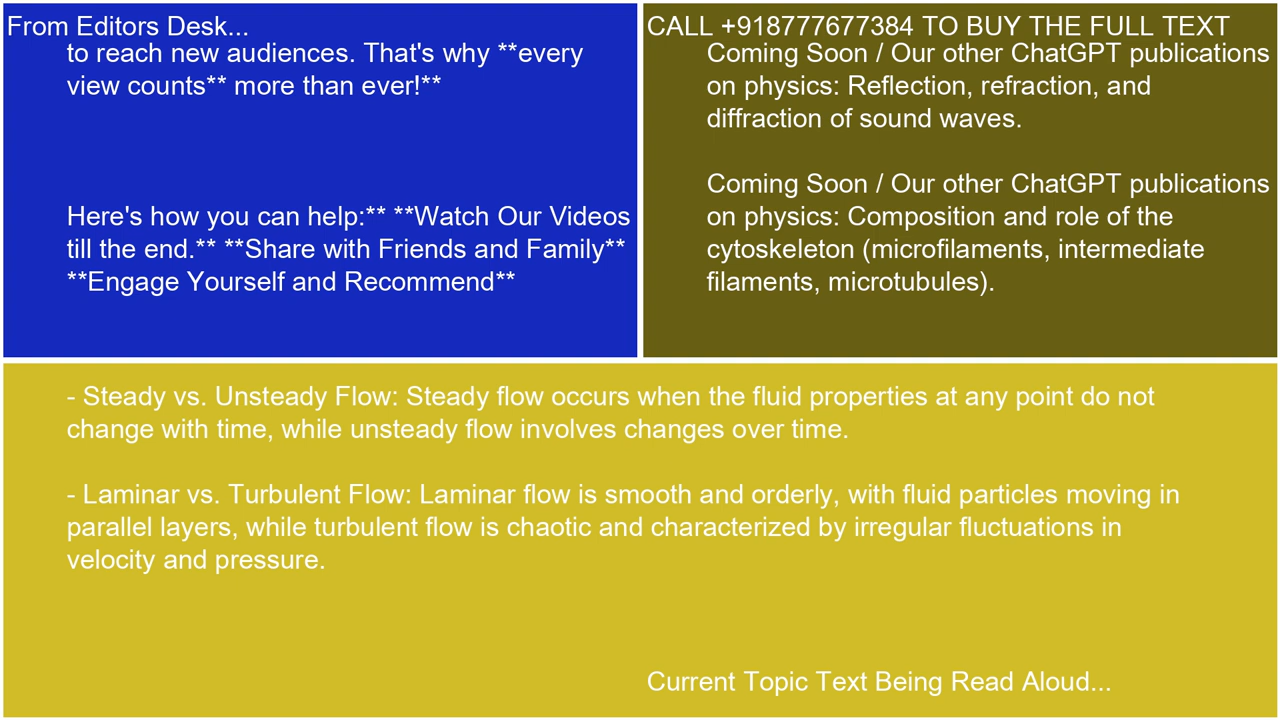 From Editors Desk...
to reach new audiences. That's why **every
view counts** more than ever!**
Here's how you can help:** **Watch Our Videos
till the end.** **Share with Friends and Family**
**Engage Yourself and Recommend**
CALL +918777677384 TO BUY THE FULL TEXT
Coming Soon / Our other ChatGPT publications
on physics: Reflection, refraction, and
diffraction of sound waves.
Coming Soon / Our other ChatGPT publications
on physics: Composition and role of the
cytoskeleton (microfilaments, intermediate
filaments, microtubules).
- Steady vs. Unsteady Flow: Steady flow occurs when the fluid properties at any point do not
change with time, while unsteady flow involves changes over time.
- Laminar vs. Turbulent Flow: Laminar flow is smooth and orderly, with fluid particles moving in
parallel layers, while turbulent flow is chaotic and characterized by irregular fluctuations in
velocity and pressure.
Current Topic Text Being Read Aloud...